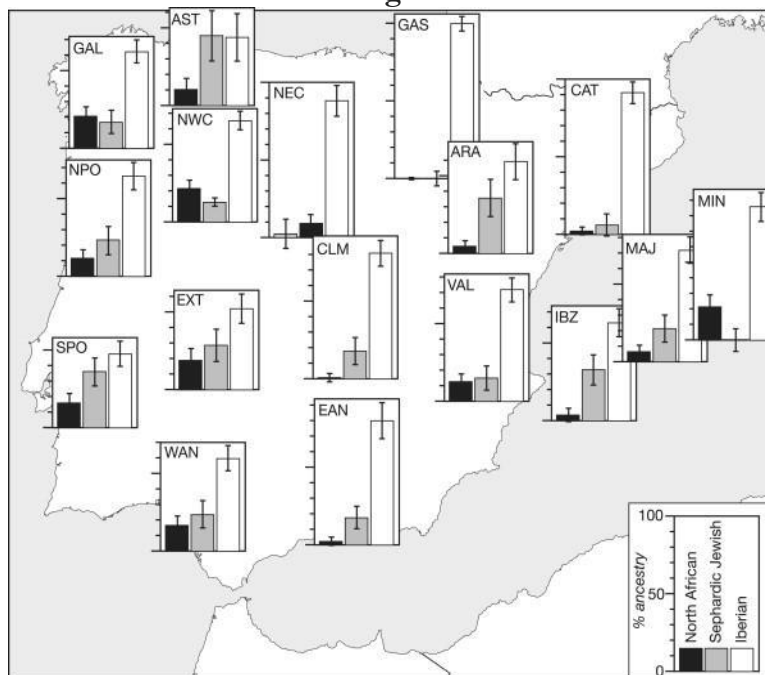 g
GAL
AST
GAS
NEC
CAT
NWC
ARA
NPO
MIN
CLM
MAJ
EXT
VAL
IBZ
SPO
EAN
WAN
100
50
0
% ancestry
North African
Sephardic Jewish
Iberian